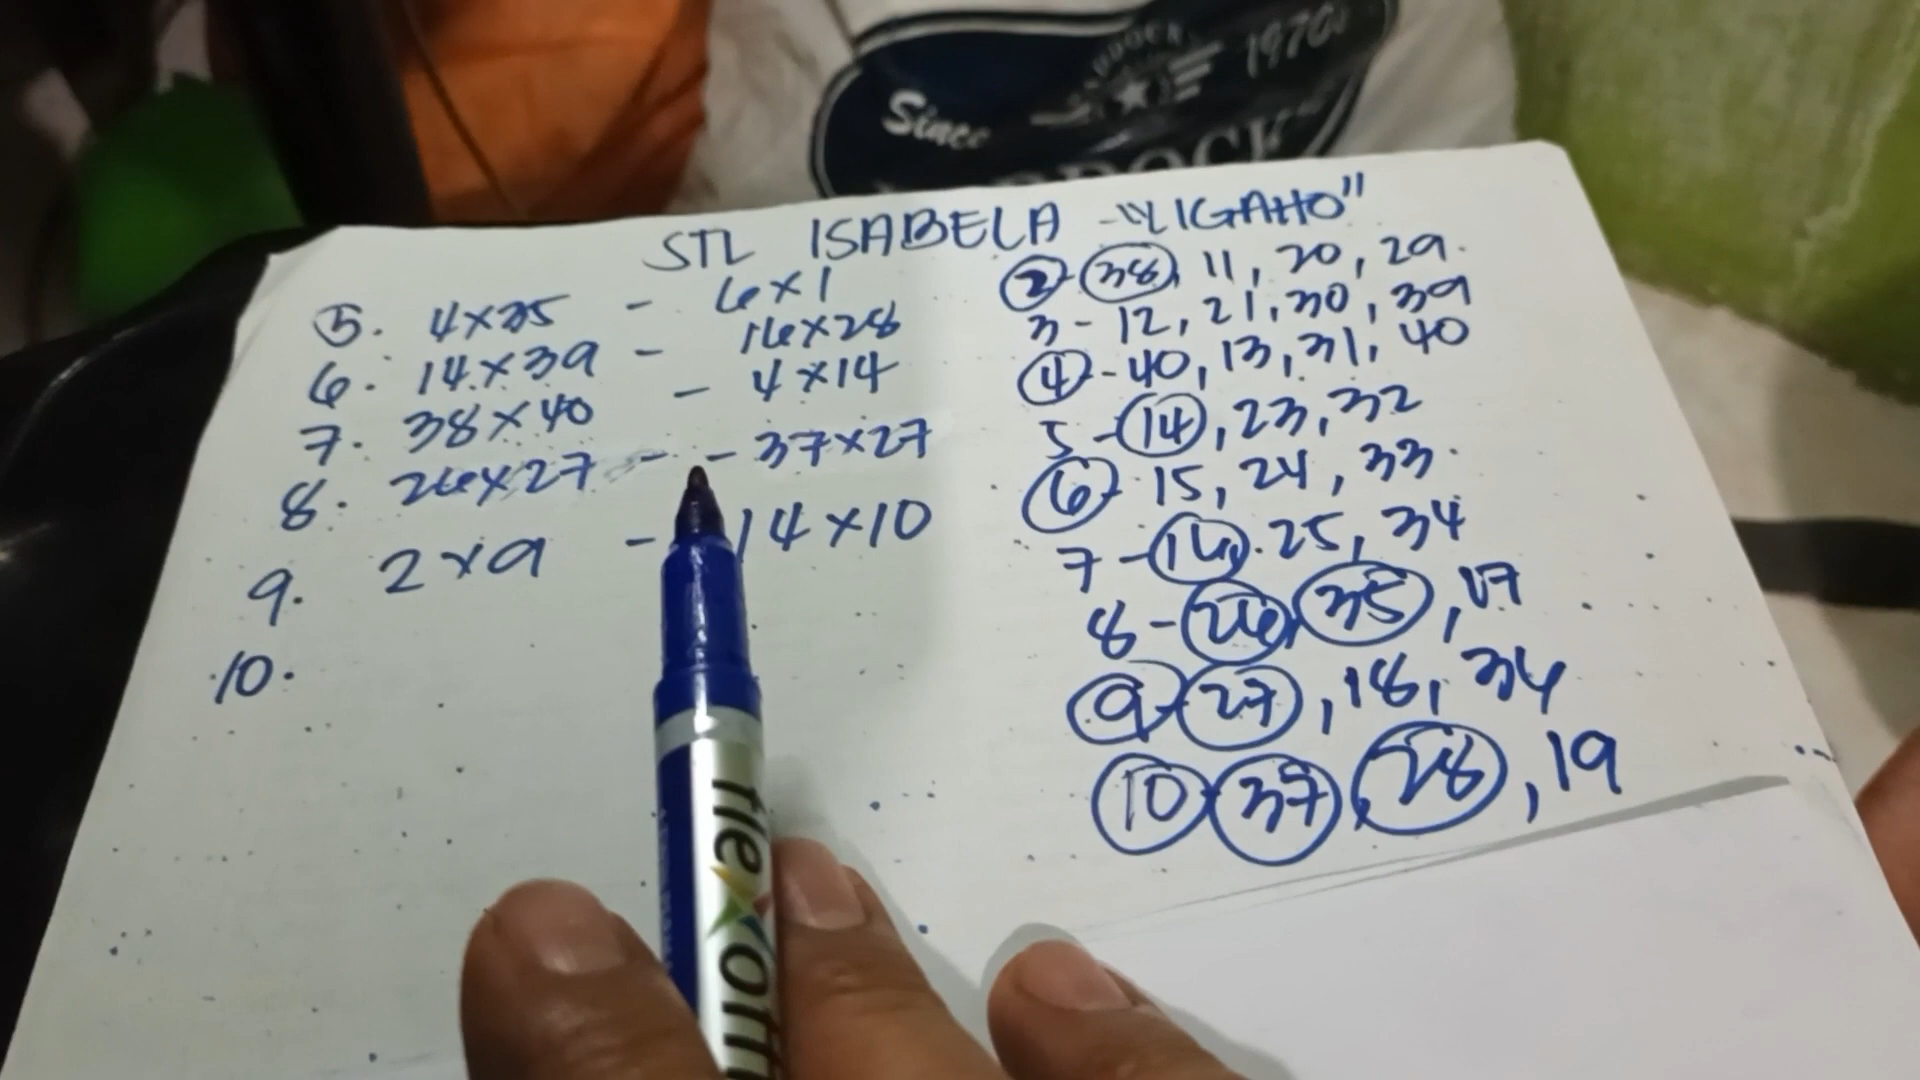 Since
1970s
STL ISABELA - "LIGAHO"
5. 4x35 - 6x1
6. 14x39 - 16x28
7. 38x40 - 4x14
8. 26x27 - - 37x27
9. 2x9 - 14x10
10.
2 - 38, 11, 20, 29.
3 - 12, 21, 30, 39
4 - 40, 13, 31, 40
5 - 14, 23, 32
6 - 15, 24, 33.
7 - 16, 25, 34
8 - 26, 35, 17
9 - 27, 18, 36
10 - 37, 28, 19
fleXoffi